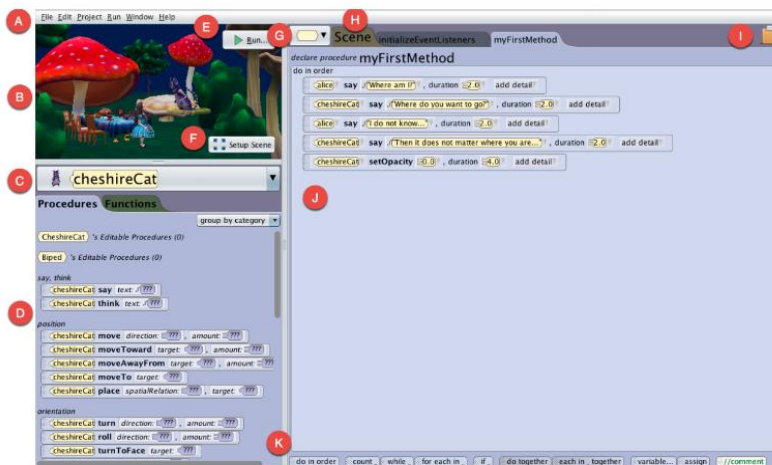 A
File Edit Project Run Window Help
E
Run...
G
H
Scene initializeEventListeners myFirstMethod
I
declare procedure myFirstMethod
do in order
alice say "Where am I?" , duration 2.0 add detail
cheshireCat say "Where do you want to go?" , duration 2.0 add detail
alice say "I do not know..." , duration 2.0 add detail
cheshireCat say "Then it does not matter where you are..." , duration 2.0 add detail
cheshireCat setOpacity 0.0 , duration 4.0 add detail
B
F
Setup Scene
C
cheshireCat
Procedures Functions
group by category
CheshireCat 's Editable Procedures (0)
Biped 's Editable Procedures (0)
say, think
cheshireCat say text: ???
cheshireCat think text: ???
D
position
cheshireCat move direction: ??? , amount: ???
cheshireCat moveToward target: ??? , amount: ???
cheshireCat moveAwayFrom target: ??? , amount: ???
cheshireCat moveTo target: ???
cheshireCat place spatialRelation: ??? , target: ???
orientation
cheshireCat turn direction: ??? , amount: ???
cheshireCat roll direction: ??? , amount: ???
cheshireCat turnToFace target: ???
J
K
do in order count_ while_ for each in_ if_ do together each in_ together variable... assign //comment